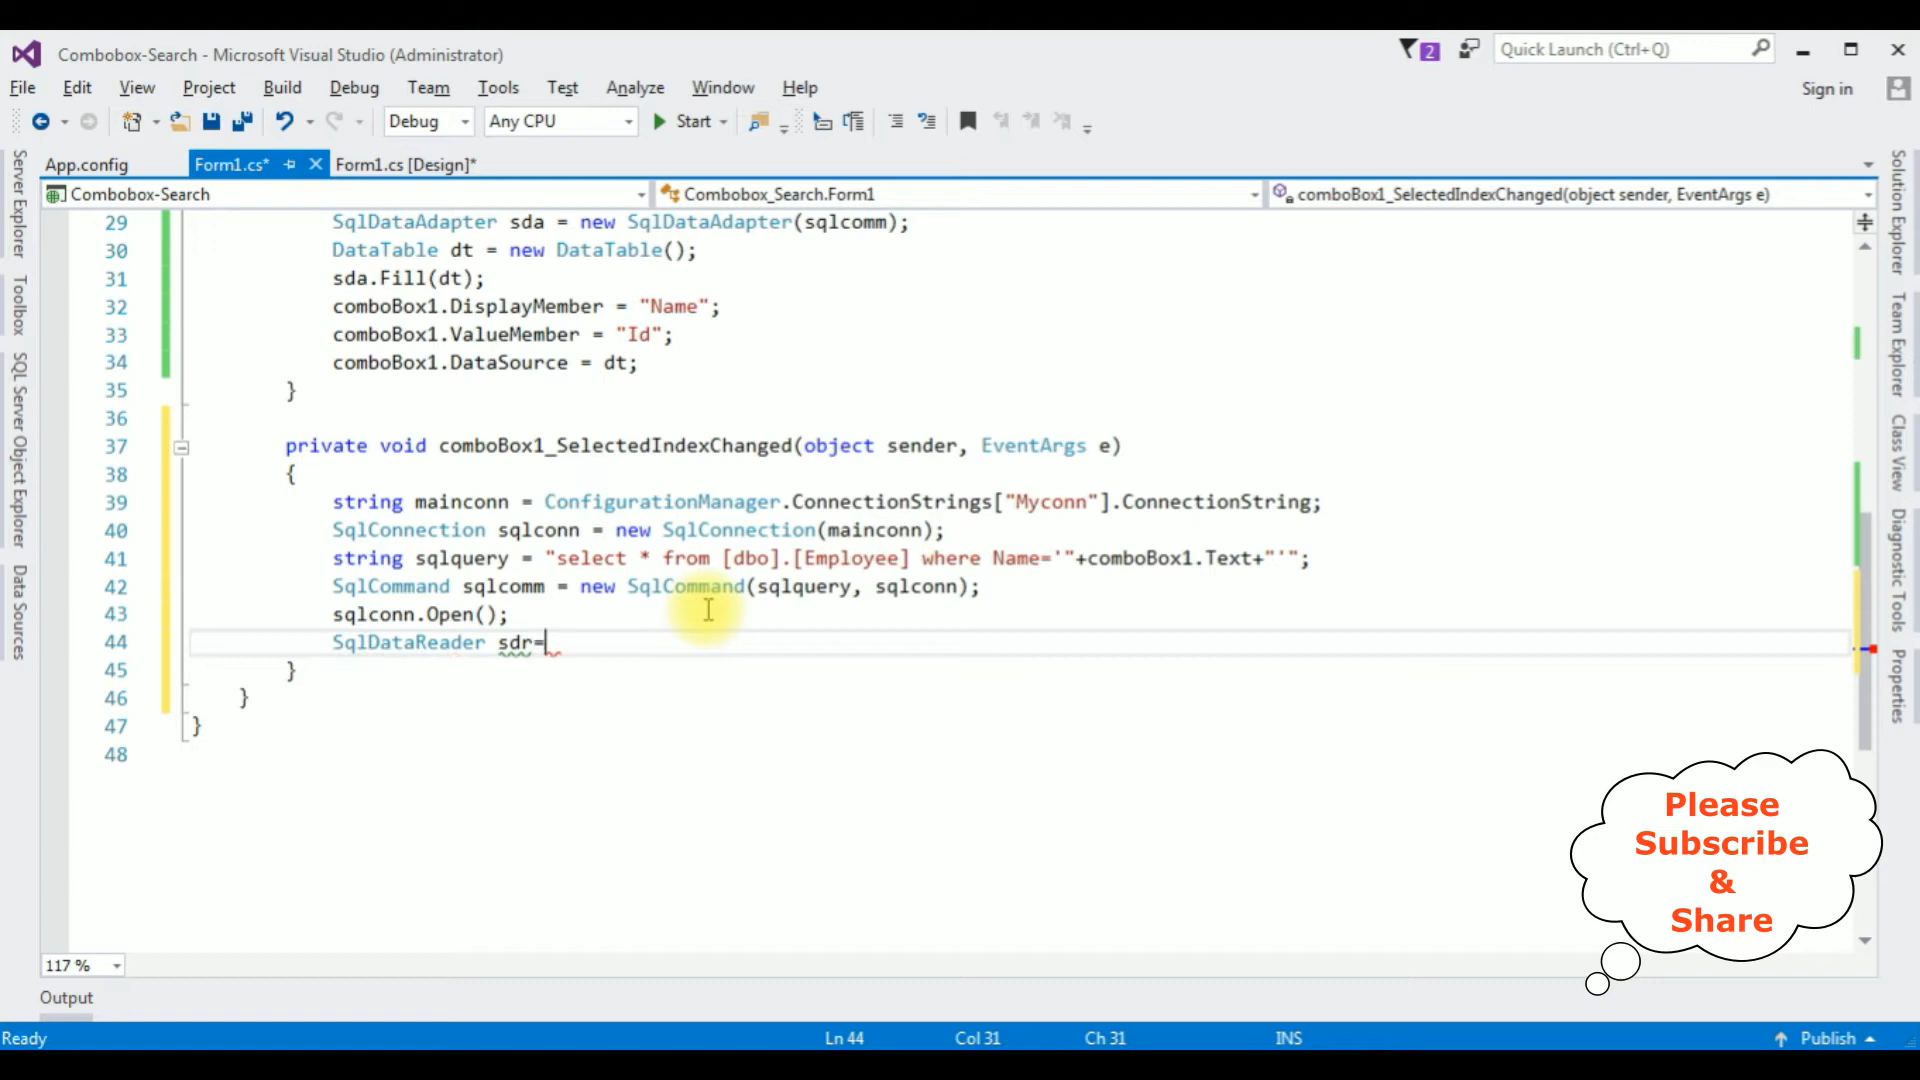 Combobox-Search - Microsoft Visual Studio (Administrator)
2
Quick Launch (Ctrl+Q)
File Edit View Project Build Debug Team Tools Test Analyze Window Help
Sign in
Debug Any CPU Start
App.config Form1.cs* Form1.cs [Design]*
Combobox-Search Combobox_Search.Form1 comboBox1_SelectedIndexChanged(object sender, EventArgs e)
29 SqlDataAdapter sda = new SqlDataAdapter(sqlcomm);
30 DataTable dt = new DataTable();
31 sda.Fill(dt);
32 comboBox1.DisplayMember = "Name";
33 comboBox1.ValueMember = "Id";
34 comboBox1.DataSource = dt;
35 }
36
37 private void comboBox1_SelectedIndexChanged(object sender, EventArgs e)
38 {
39 string mainconn = ConfigurationManager.ConnectionStrings["Myconn"].ConnectionString;
40 SqlConnection sqlconn = new SqlConnection(mainconn);
41 string sqlquery = "select * from [dbo].[Employee] where Name='"+comboBox1.Text+"'";
42 SqlCommand sqlcomm = new SqlCommand(sqlquery, sqlconn);
43 sqlconn.Open();
44 SqlDataReader sdr=
45 }
46 }
47 }
48
Server Explorer
Toolbox
SQL Server Object Explorer
Data Sources
Solution Explorer
Team Explorer
Class View
Diagnostic Tools
Properties
Please
Subscribe
&
Share
117 %
Output
Ready Ln 44 Col 31 Ch 31 INS Publish